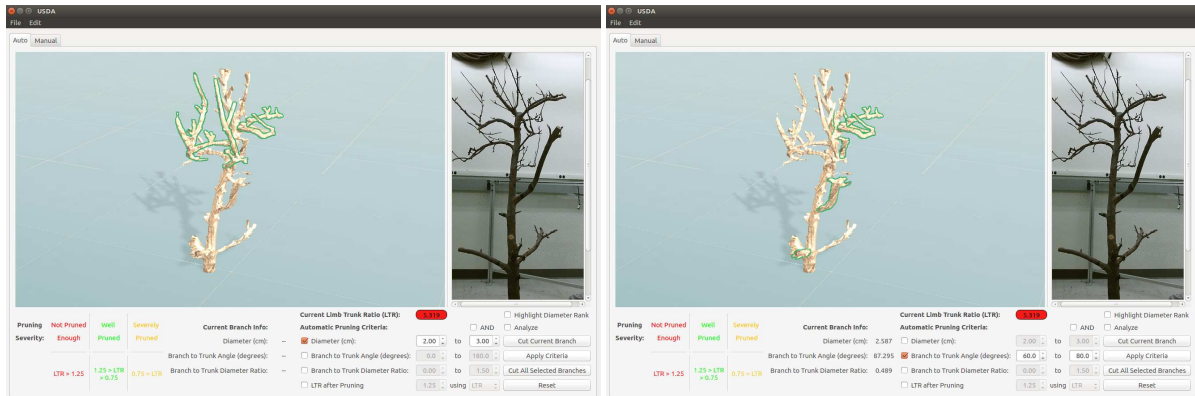 USDA
File Edit
Auto Manual
Current Limb Trunk Ratio (LTR): 5.319 Highlight Diameter Rank
Pruning Severity: Not Pruned Enough Well Pruned Severely Pruned
LTR > 1.25 1.25 > LTR > 0.75 0.75 > LTR
Current Branch Info: Automatic Pruning Criteria: AND Analyze
Diameter (cm): -- Diameter (cm): 2.00 to 3.00 Cut Current Branch
Branch to Trunk Angle (degrees): -- Branch to Trunk Angle (degrees): 0.0 to 180.0 Apply Criteria
Branch to Trunk Diameter Ratio: -- Branch to Trunk Diameter Ratio: 0.00 to 1.50 Cut All Selected Branches
LTR after Pruning 1.25 using LTR Reset
USDA
File Edit
Auto Manual
Current Limb Trunk Ratio (LTR): 5.319 Highlight Diameter Rank
Pruning Severity: Not Pruned Enough Well Pruned Severely Pruned
LTR > 1.25 1.25 > LTR > 0.75 0.75 > LTR
Current Branch Info: Automatic Pruning Criteria: AND Analyze
Diameter (cm): 2.587 Diameter (cm): 2.00 to 3.00 Cut Current Branch
Branch to Trunk Angle (degrees): 87.295 Branch to Trunk Angle (degrees): 60.0 to 80.0 Apply Criteria
Branch to Trunk Diameter Ratio: 0.489 Branch to Trunk Diameter Ratio: 0.00 to 1.50 Cut All Selected Branches
LTR after Pruning 1.25 using LTR Reset